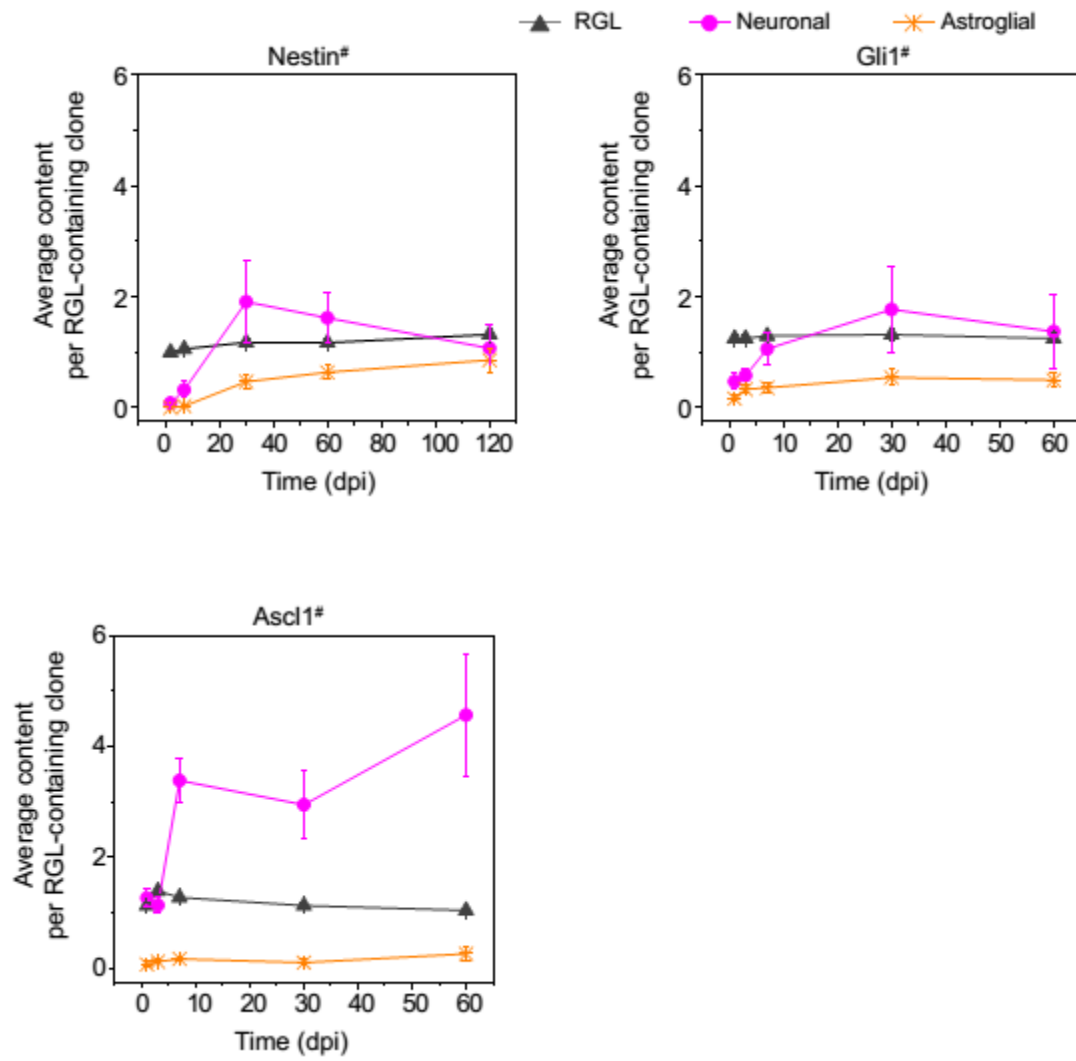 RGL Neuronal Astroglial
Nestin#
Average content
per RGL-containing clone
6
4
2
0
0 20 40 60 80 100 120
Time (dpi)
Gli1#
Average content
per RGL-containing clone
6
4
2
0
0 10 20 30 40 50 60
Time (dpi)
Ascl1#
Average content
per RGL-containing clone
6
4
2
0
0 10 20 30 40 50 60
Time (dpi)